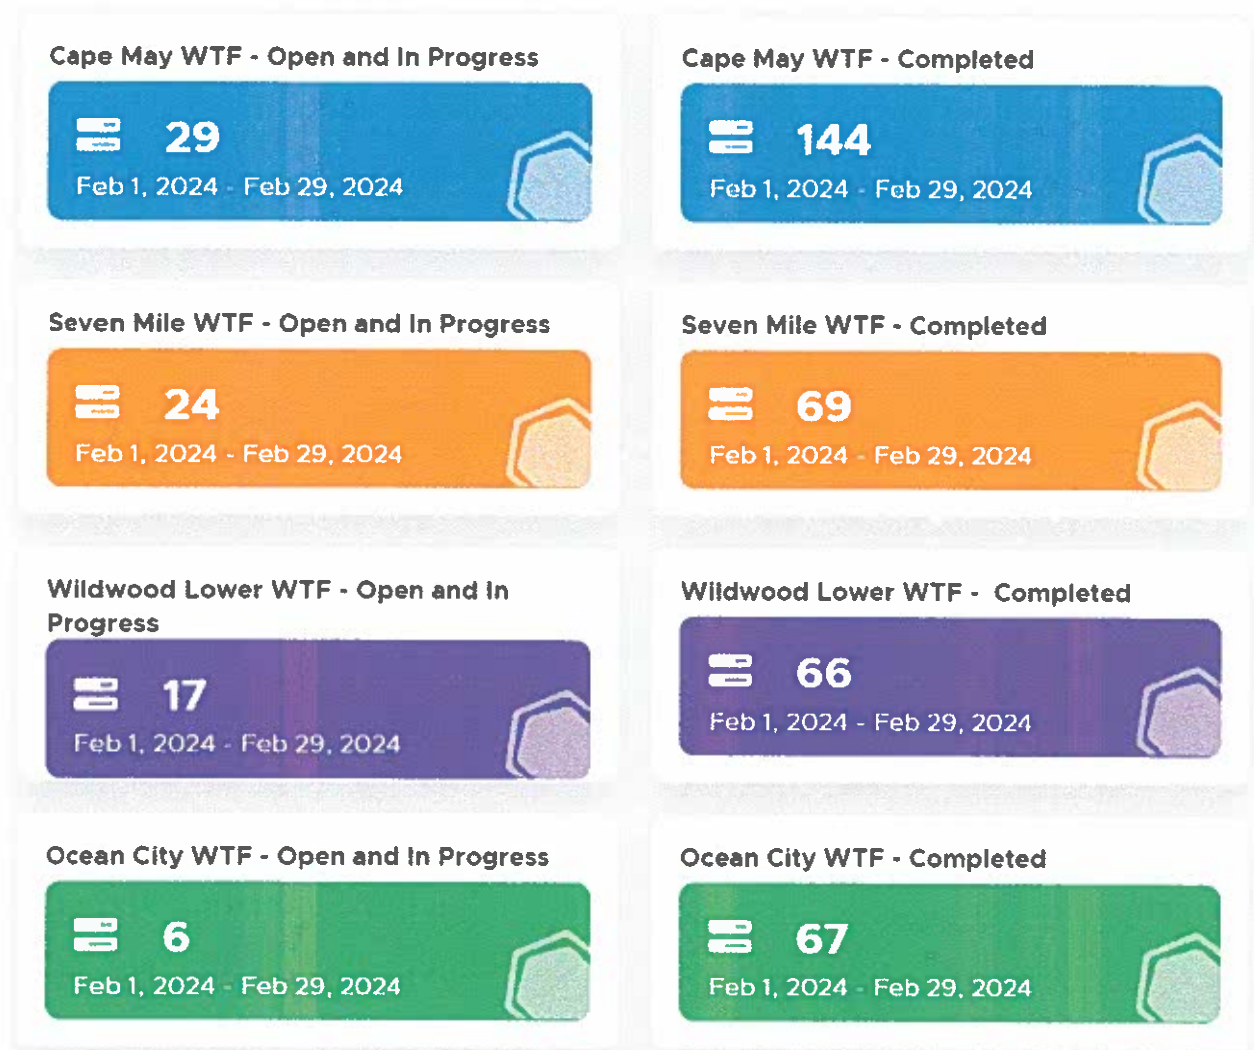 Cape May WTF - Open and In Progress
29
Feb 1, 2024 - Feb 29, 2024
Cape May WTF - Completed
144
Feb 1, 2024 - Feb 29, 2024
Seven Mile WTF - Open and In Progress
24
Feb 1, 2024 - Feb 29, 2024
Seven Mile WTF - Completed
69
Feb 1, 2024 - Feb 29, 2024
Wildwood Lower WTF - Open and In
Progress
17
Feb 1, 2024 - Feb 29, 2024
Wildwood Lower WTF - Completed
66
Feb 1, 2024 - Feb 29, 2024
Ocean City WTF - Open and In Progress
6
Feb 1, 2024 - Feb 29, 2024
Ocean City WTF - Completed
67
Feb 1, 2024 - Feb 29, 2024